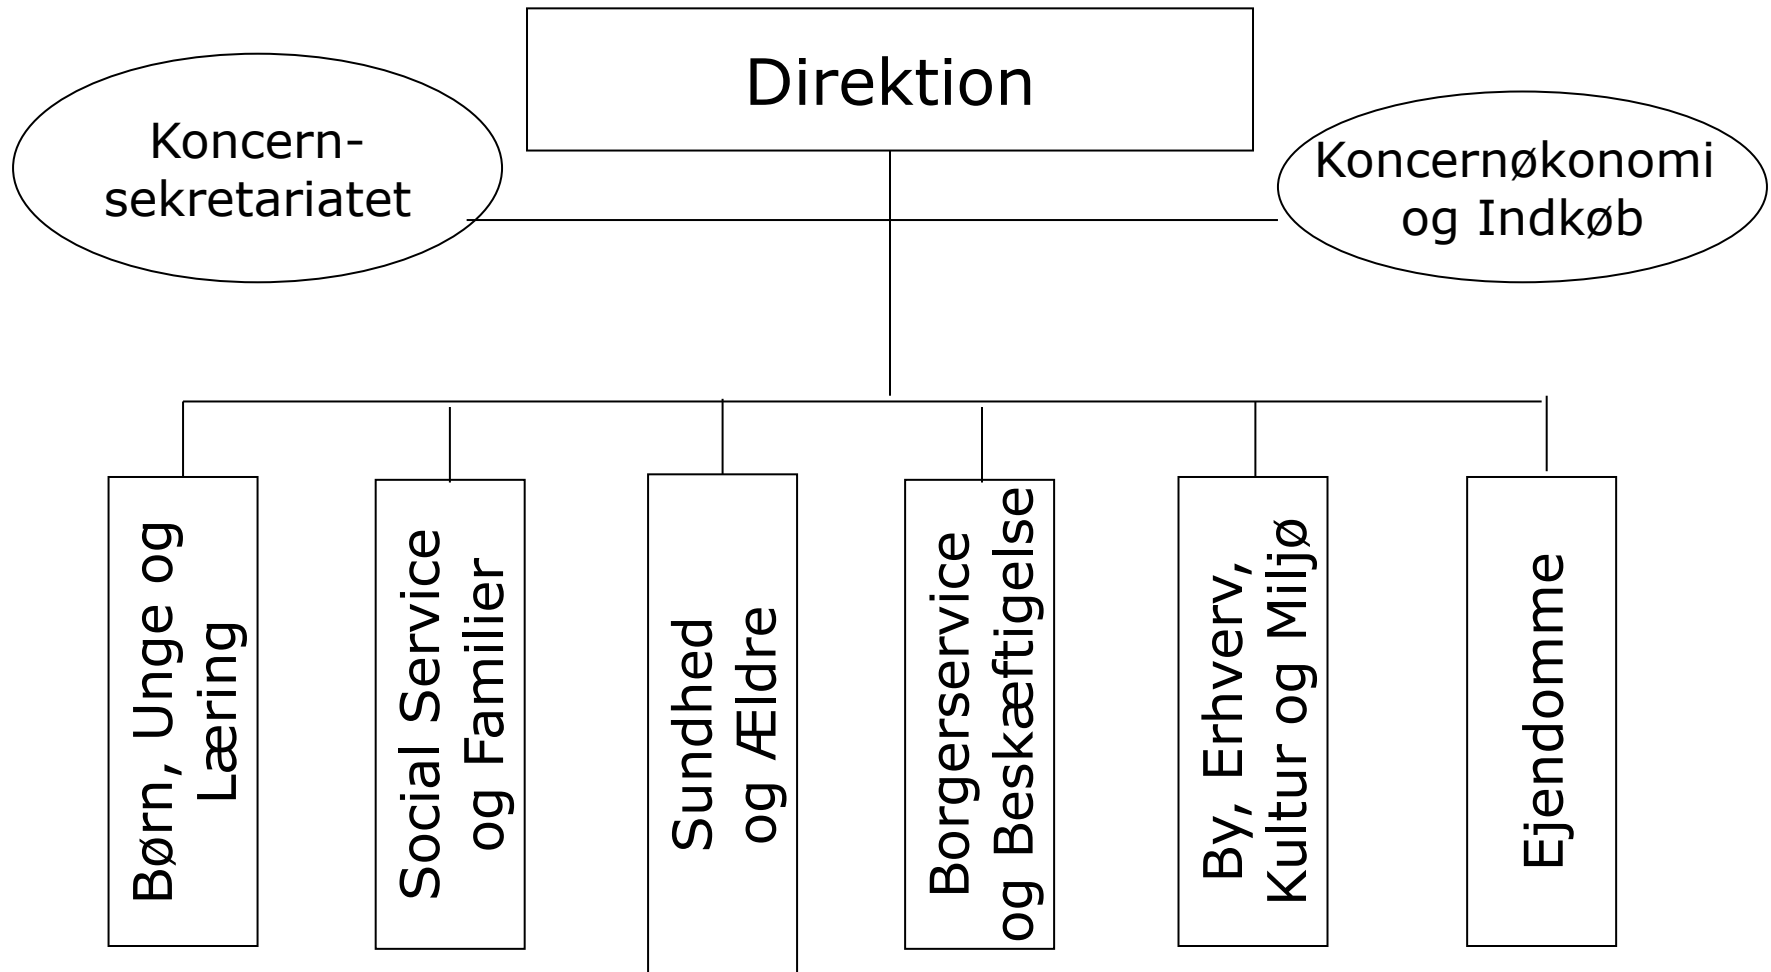 Direktion
Koncern-
sekretariatet
Koncernøkonomi
og Indkøb
Børn, Unge og
Læring
Social Service
og Familier
Sundhed
og Ældre
Borgerservice
og Beskæftigelse
By, Erhverv,
Kultur og Miljø
Ejendomme